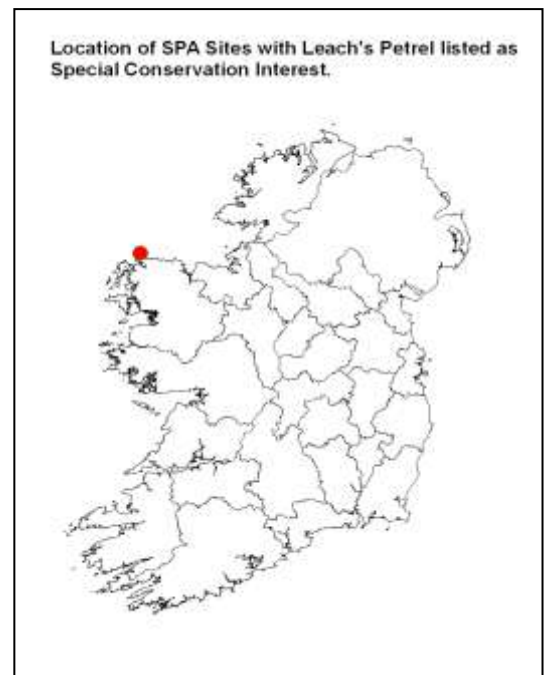 Location of SPA Sites with Leach's Petrel listed as
Special Conservation Interest.